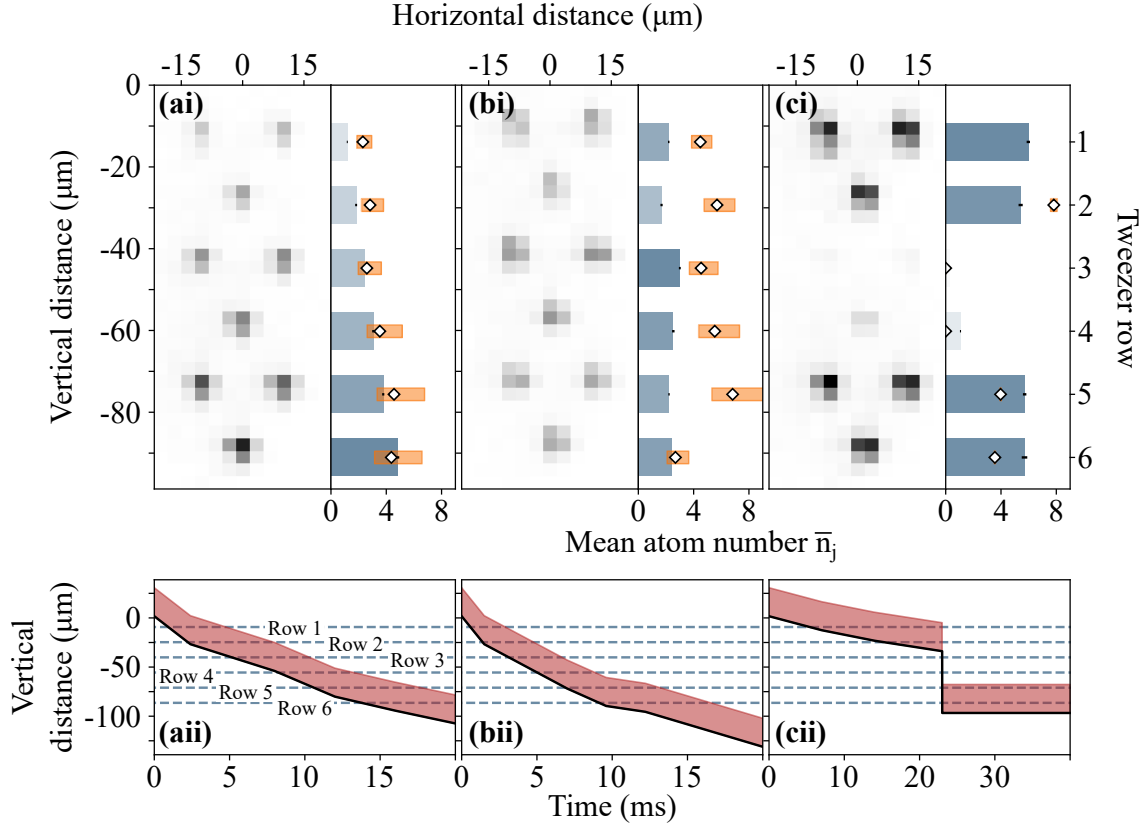 Horizontal distance (μm)
-15 0 15 -15 0 15 -15 0 15
0
-20
-40
-60
-80
Vertical distance (μm)
(ai)
(bi)
(ci)
1
2
3
4
5
6
Tweezer row
0 4 8 0 4 8 0 4 8
Mean atom number n̅j
Vertical
distance (μm)
0
-50
-100
Row 1
Row 2
Row 3
Row 4
Row 5
Row 6
(aii)
(bii)
(cii)
0 5 10 15 0 5 10 15 0 10 20 30
Time (ms)